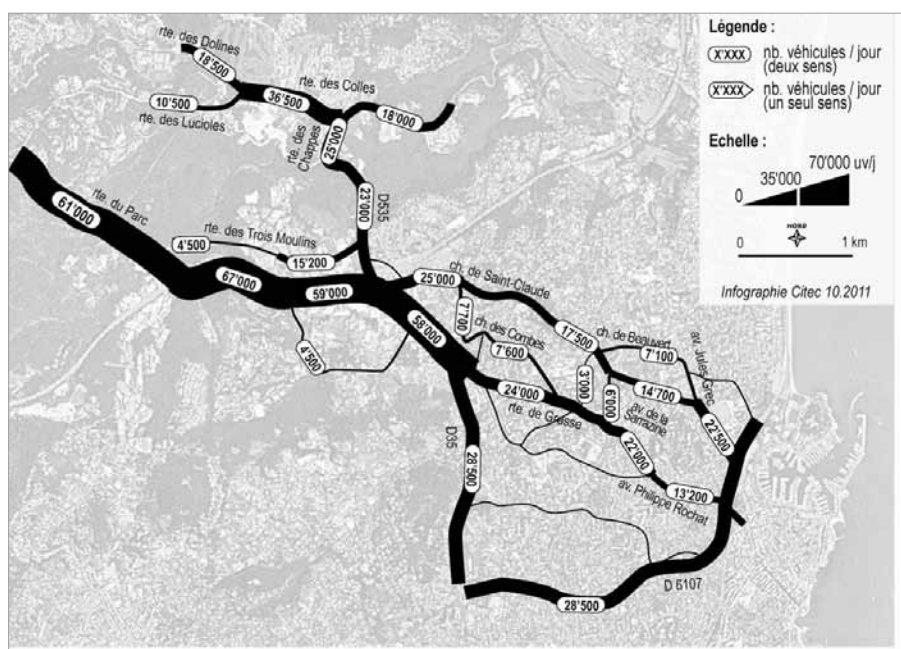 Légende :
X'XXX nb. véhicules / jour
(deux sens)
X'XXX nb. véhicules / jour
(un seul sens)
Echelle :
70'000 uv/j
35'000
0
NORD
0 1 km
Infographie Citec 10.2011
rte. des Dolines
18'500
rte. des Colles
36'500
10'500
rte. des Lucioles
18'000
rte. des
Chappes
25'000
23'000
D535
61'000
rte. du Parc
rte. des Trois Moulins
4'500
15'200
67'000
59'000
25'000
ch. de Saint-Claude
58'000
7'700
ch. des Combes
7'600
17'500
ch. de Beauvert
7'100
av. Jules Grec
4'500
3'000
6'000
14'700
av. de la
Sarrazine
24'000
rte. de Grasse
22'500
22'000
D35
28'500
13'200
av. Philippe Rochat
D 6107
28'500